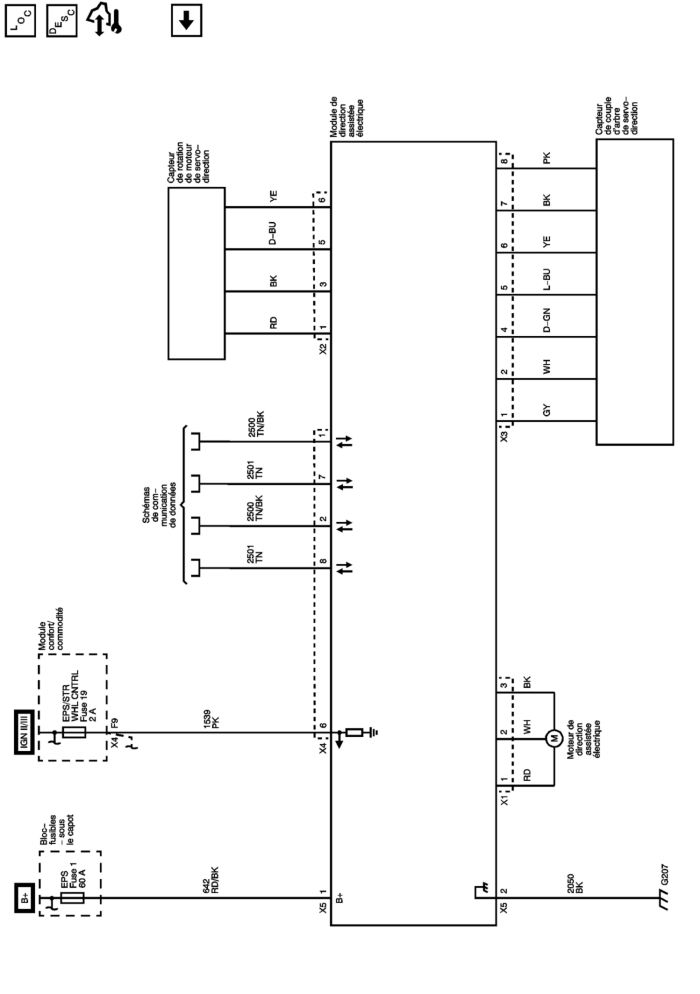 L O C
D E S C
B+
Bloc–
fusibles
– sous
le capot
EPS
Fuse 1
60 A
642
RD/BK
X5
1
B+
IGN II/III
Module
confort/
commodité
EPS/STR
WHL CNTRL
Fuse 19
2 A
X4
F9
1539
PK
X4
6
Schémas
de com–
munication
de données
2501
TN
8
2500
TN/BK
2
2501
TN
7
2500
TN/BK
1
Capteur
de rotation
de moteur
de servo–
direction
RD
BK
D–BU
YE
X2
1
3
5
6
Module de
direction
assistée
électrique
X5
2
2050
BK
G207
X1
1
2
3
RD
WH
BK
M
Moteur de
direction
assistée
électrique
X3
1
2
4
5
6
7
8
GY
WH
D–GN
L–BU
YE
BK
PK
Capteur
de couple
d'arbre
de servo–
direction